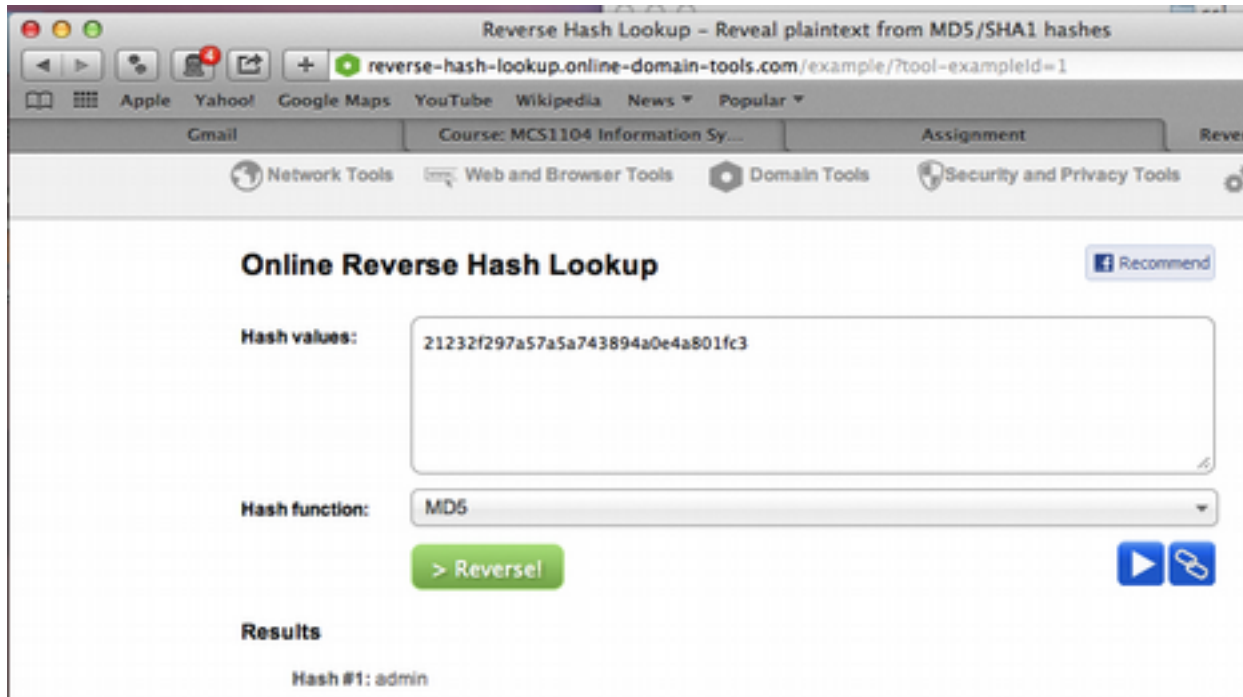 Reverse Hash Lookup – Reveal plaintext from MD5/SHA1 hashes
4
reverse-hash-lookup.online-domain-tools.com/example/?tool-exampleId=1
Apple Yahoo! Google Maps YouTube Wikipedia News Popular
Gmail Course: MCS1104 Information Sy... Assignment Rever
Network Tools Web and Browser Tools Domain Tools Security and Privacy Tools
Online Reverse Hash Lookup
Recommend
Hash values:
21232f297a57a5a743894a0e4a801fc3
Hash function:
MD5
> Reverse!
Results
Hash #1: admin